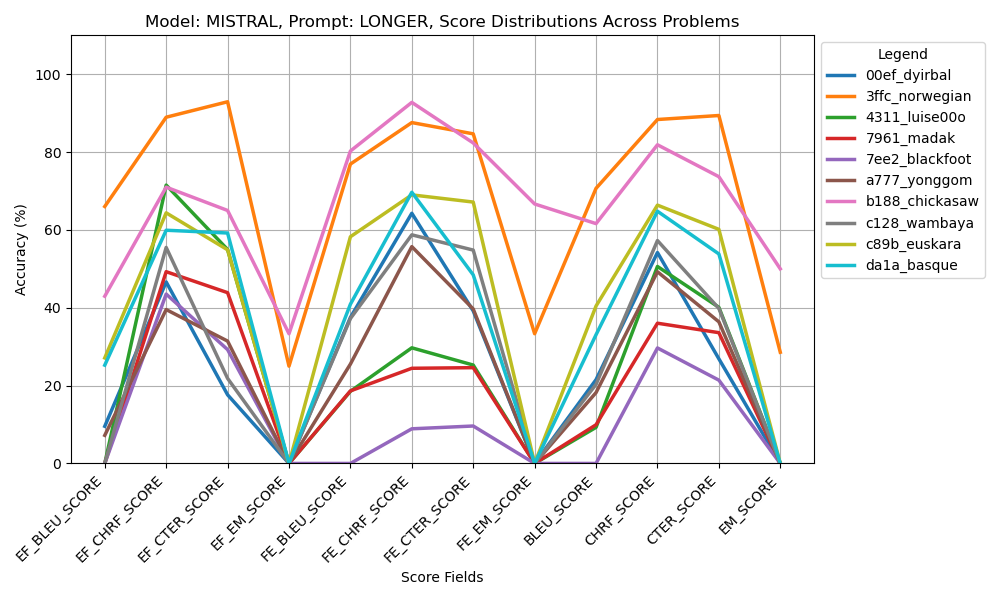 Model: MISTRAL, Prompt: LONGER, Score Distributions Across Problems
Accuracy (%)
100
80
60
40
20
0
EF_BLEU_SCORE
EF_CHRF_SCORE
EF_CTER_SCORE
EF_EM_SCORE
FE_BLEU_SCORE
FE_CHRF_SCORE
FE_CTER_SCORE
FE_EM_SCORE
BLEU_SCORE
CHRF_SCORE
CTER_SCORE
EM_SCORE
Score Fields
Legend
00ef_dyirbal
3ffc_norwegian
4311_luise00o
7961_madak
7ee2_blackfoot
a777_yonggom
b188_chickasaw
c128_wambaya
c89b_euskara
da1a_basque